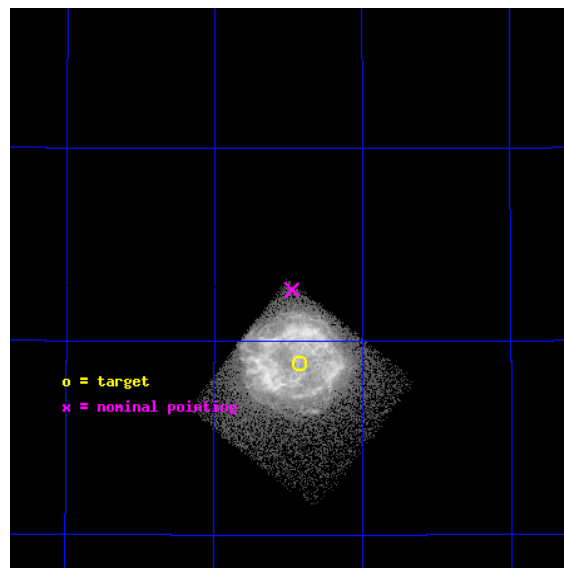 o = target
x = nominal pointing